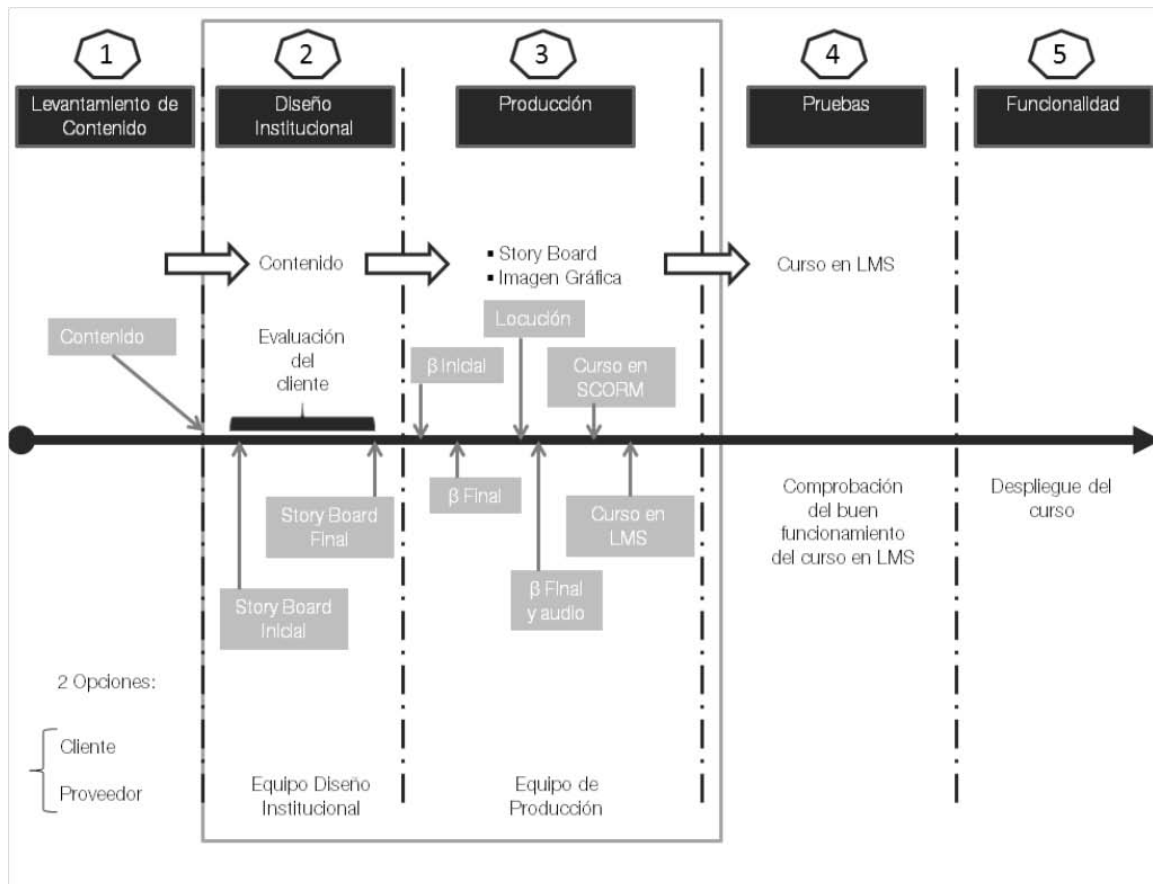 1
2
3
4
5
Levantamiento de
Contenido
Diseño
Institucional
Producción
Pruebas
Funcionalidad
Contenido
▪ Story Board
▪ Imagen Gráfica
Curso en LMS
Contenido
Evaluación
del
cliente
β Inicial
Locución
Curso en
SCORM
Story Board
Inicial
Story Board
Final
β Final
β Final
y audio
Curso en
LMS
Comprobación
del buen
funcionamiento
del curso en LMS
Despliegue del
curso
2 Opciones:
Cliente
Proveedor
Equipo Diseño
Institucional
Equipo de
Producción